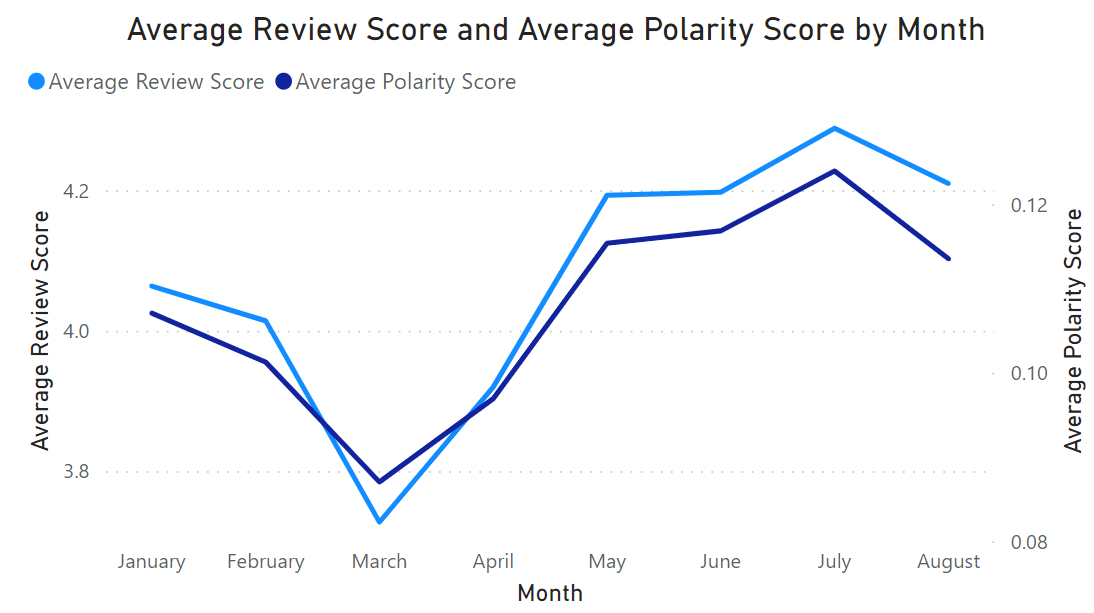 Average Review Score and Average Polarity Score by Month
Average Review Score Average Polarity Score
Average Review Score
4.2
4.0
3.8
0.12
0.10
0.08
Average Polarity Score
January February March April May June July August
Month